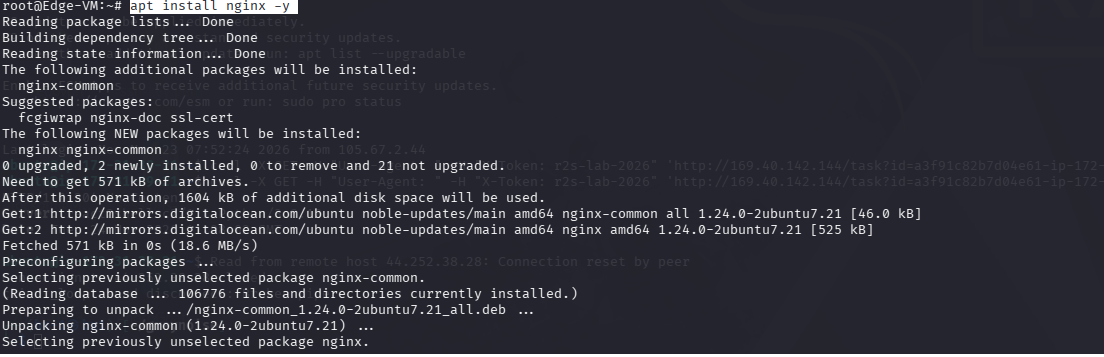 root@Edge-VM:~# apt install nginx -y
Reading package lists... Done
Building dependency tree... Done
Reading state information... Done
The following additional packages will be installed:
  nginx-common
Suggested packages:
  fcgiwrap nginx-doc ssl-cert
The following NEW packages will be installed:
  nginx nginx-common
0 upgraded, 2 newly installed, 0 to remove and 21 not upgraded.
Need to get 571 kB of archives.
After this operation, 1604 kB of additional disk space will be used.
Get:1 http://mirrors.digitalocean.com/ubuntu noble-updates/main amd64 nginx-common all 1.24.0-2ubuntu7.21 [46.0 kB]
Get:2 http://mirrors.digitalocean.com/ubuntu noble-updates/main amd64 nginx amd64 1.24.0-2ubuntu7.21 [525 kB]
Fetched 571 kB in 0s (18.6 MB/s)
Preconfiguring packages ...
Selecting previously unselected package nginx-common.
(Reading database ... 106776 files and directories currently installed.)
Preparing to unpack .../nginx-common_1.24.0-2ubuntu7.21_all.deb ...
Unpacking nginx-common (1.24.0-2ubuntu7.21) ...
Selecting previously unselected package nginx.